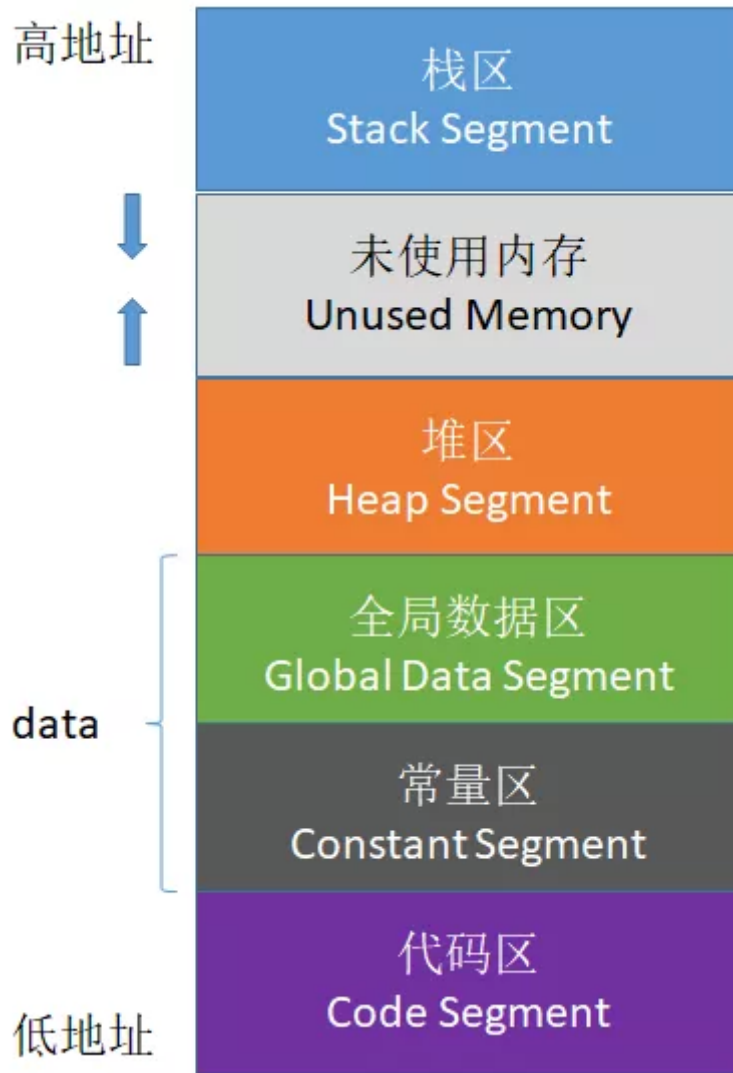 高地址
栈区
Stack Segment
未使用内存
Unused Memory
堆区
Heap Segment
全局数据区
Global Data Segment
data
常量区
Constant Segment
代码区
Code Segment
低地址